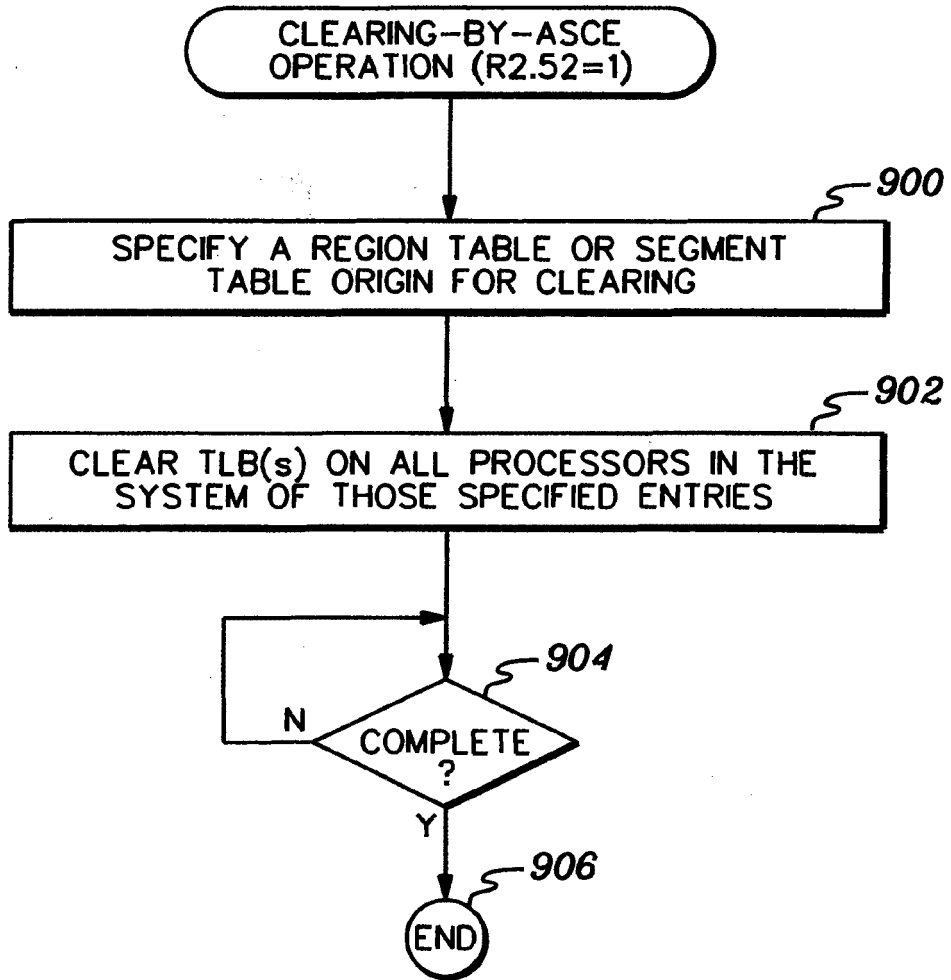 CLEARING-BY-ASCE
OPERATION (R2.52=1)
900
SPECIFY A REGION TABLE OR SEGMENT
TABLE ORIGIN FOR CLEARING
902
CLEAR TLB(s) ON ALL PROCESSORS IN THE
SYSTEM OF THOSE SPECIFIED ENTRIES
904
N
COMPLETE
?
Y
906
END